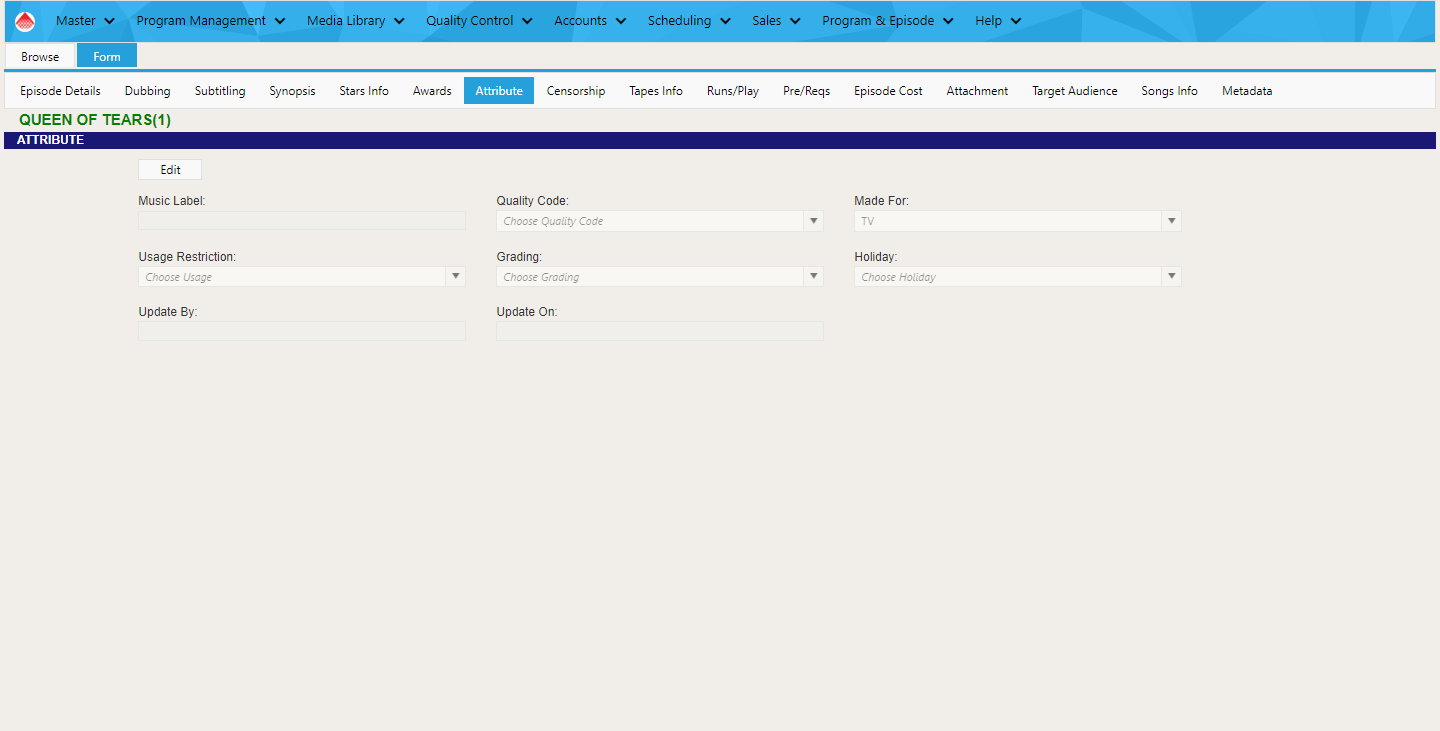 Master Program Management Media Library Quality Control Accounts Scheduling Sales Program & Episode Help
Browse Form
Episode Details Dubbing Subtitling Synopsis Stars Info Awards Attribute Censorship Tapes Info Runs/Play Pre/Reqs Episode Cost Attachment Target Audience Songs Info Metadata
QUEEN OF TEARS(1)
ATTRIBUTE
Edit
Music Label: Quality Code: Made For:
Choose Quality Code TV
Usage Restriction: Grading: Holiday:
Choose Usage Choose Grading Choose Holiday
Update By: Update On: